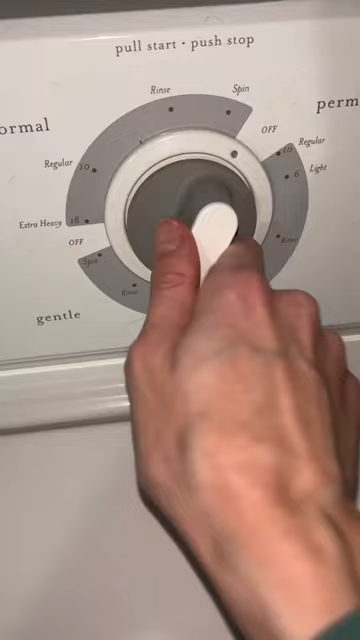 pull start • push stop
Rinse
Spin
perm
ormal
OFF
Regular
10
Regular
10
6
Light
Extra Heavy
18
OFF
Spin
Rinse
Rinse
gentle